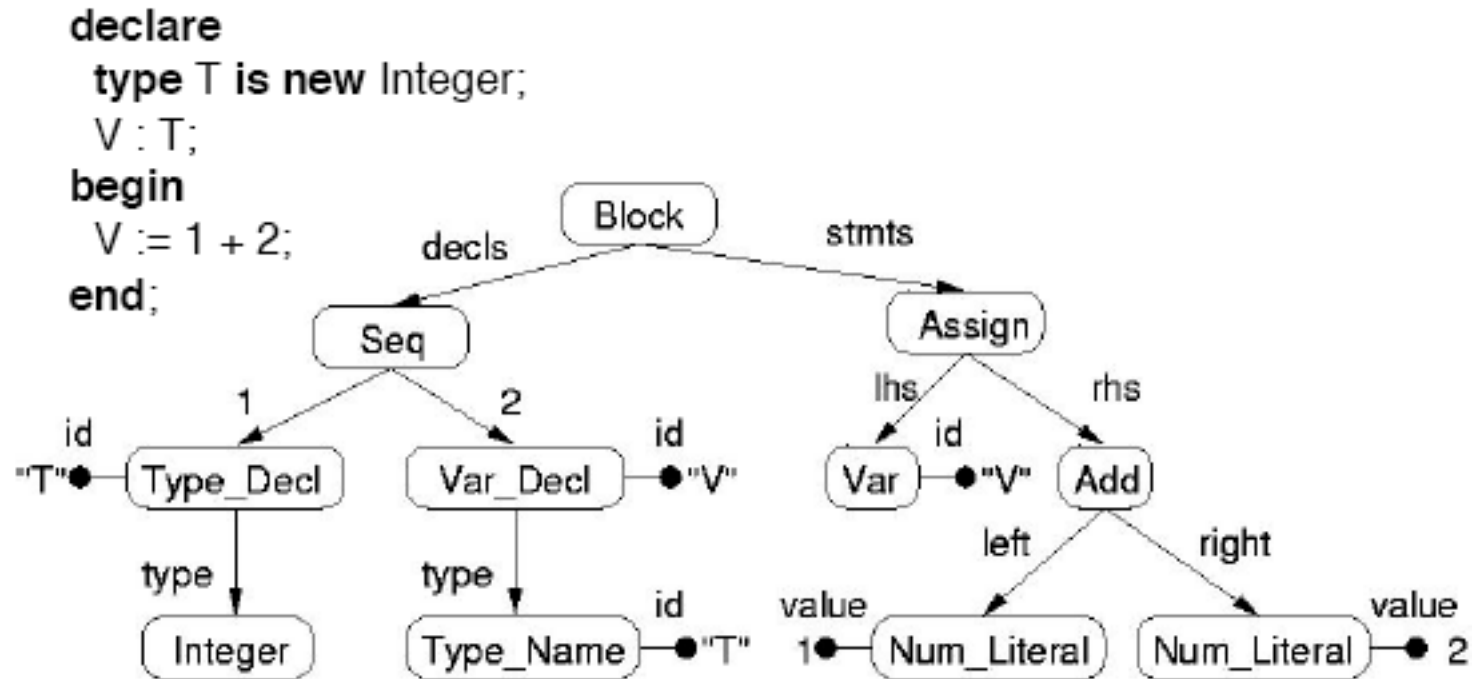 declare
type T is new Integer;
V : T;
begin
V := 1 + 2;
end;
Block
decls
stmts
Seq
Assign
1
2
lhs
rhs
id
id
id
"T"
Type_Decl
Var_Decl
"V"
Var
"V"
Add
type
type
left
right
id
value
value
Integer
Type_Name
"T"
1
Num_Literal
Num_Literal
2